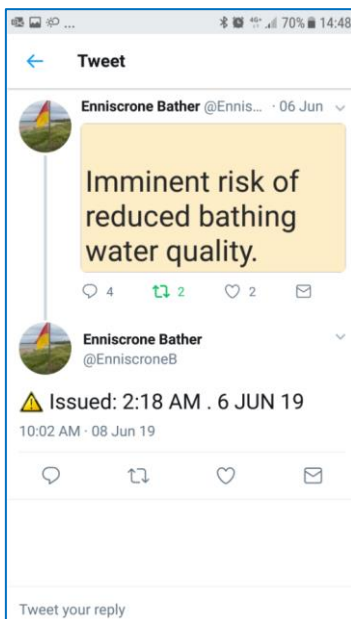 ... 70% 14:48
Tweet
Enniscrone Bather @Ennis... · 06 Jun
Imminent risk of
reduced bathing
water quality.
4 2 2
Enniscrone Bather
@EnniscroneB
⚠ Issued: 2:18 AM . 6 JUN 19
10:02 AM · 08 Jun 19
Tweet your reply